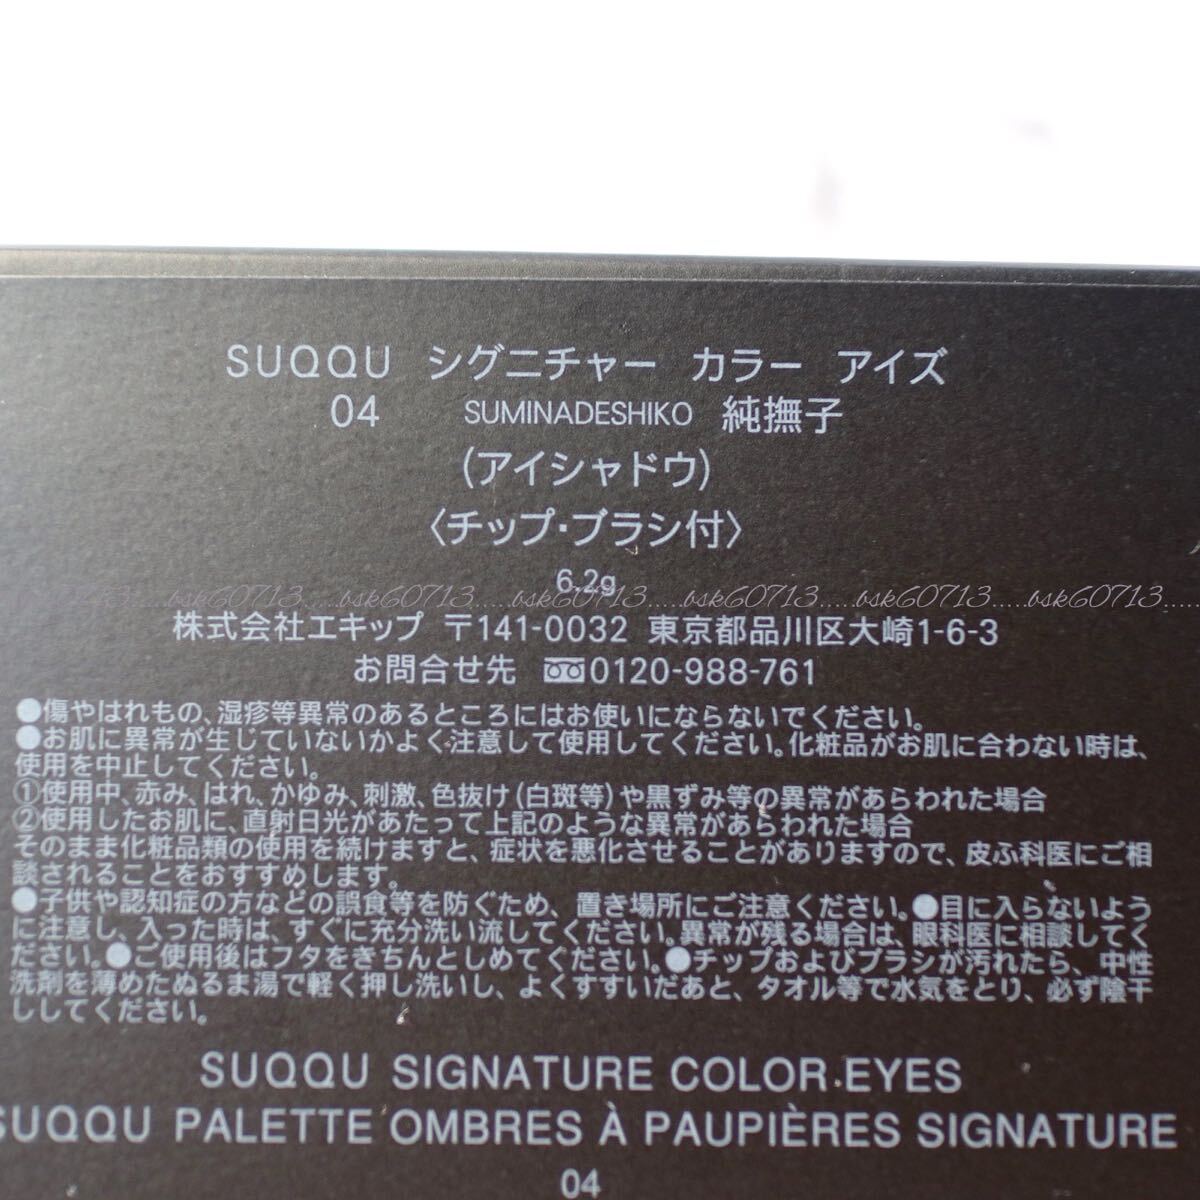 SUQQU シグニチャー カラー アイズ
04 SUMINADESHIKO 純撫子
(アイシャドウ)
〈チップ・ブラシ付〉
6.2g
.....bsk60713.....bsk60713.....bsk60713.....bsk60713.....
株式会社エキップ 〒141-0032 東京都品川区大崎1-6-3
お問合せ先 0120-988-761
●傷やはれもの、湿疹等異常のあるところにはお使いにならないでください。
●お肌に異常が生じていないかよく注意して使用してください。化粧品がお肌に合わない時は、
使用を中止してください。
①使用中、赤み、はれ、かゆみ、刺激、色抜け(白斑等)や黒ずみ等の異常があらわれた場合
②使用したお肌に、直射日光があたって上記のような異常があらわれた場合
そのまま化粧品類の使用を続けますと、症状を悪化させることがありますので、皮ふ科医にご相
談されることをおすすめします。
●子供や認知症の方などの誤食等を防ぐため、置き場所にご注意ください。●目に入らないよう
に注意し、入った時は、すぐに充分洗い流してください。異常が残る場合は、眼科医に相談してく
ださい。●ご使用後はフタをきちんとしめてください。●チップおよびブラシが汚れたら、中性
洗剤を薄めたぬるま湯で軽く押し洗いし、よくすすいだあと、タオル等で水気をとり、必ず陰干
ししてください。
SUQQU SIGNATURE COLOR EYES
SUQQU PALETTE OMBRES À PAUPIÈRES SIGNATURE
04